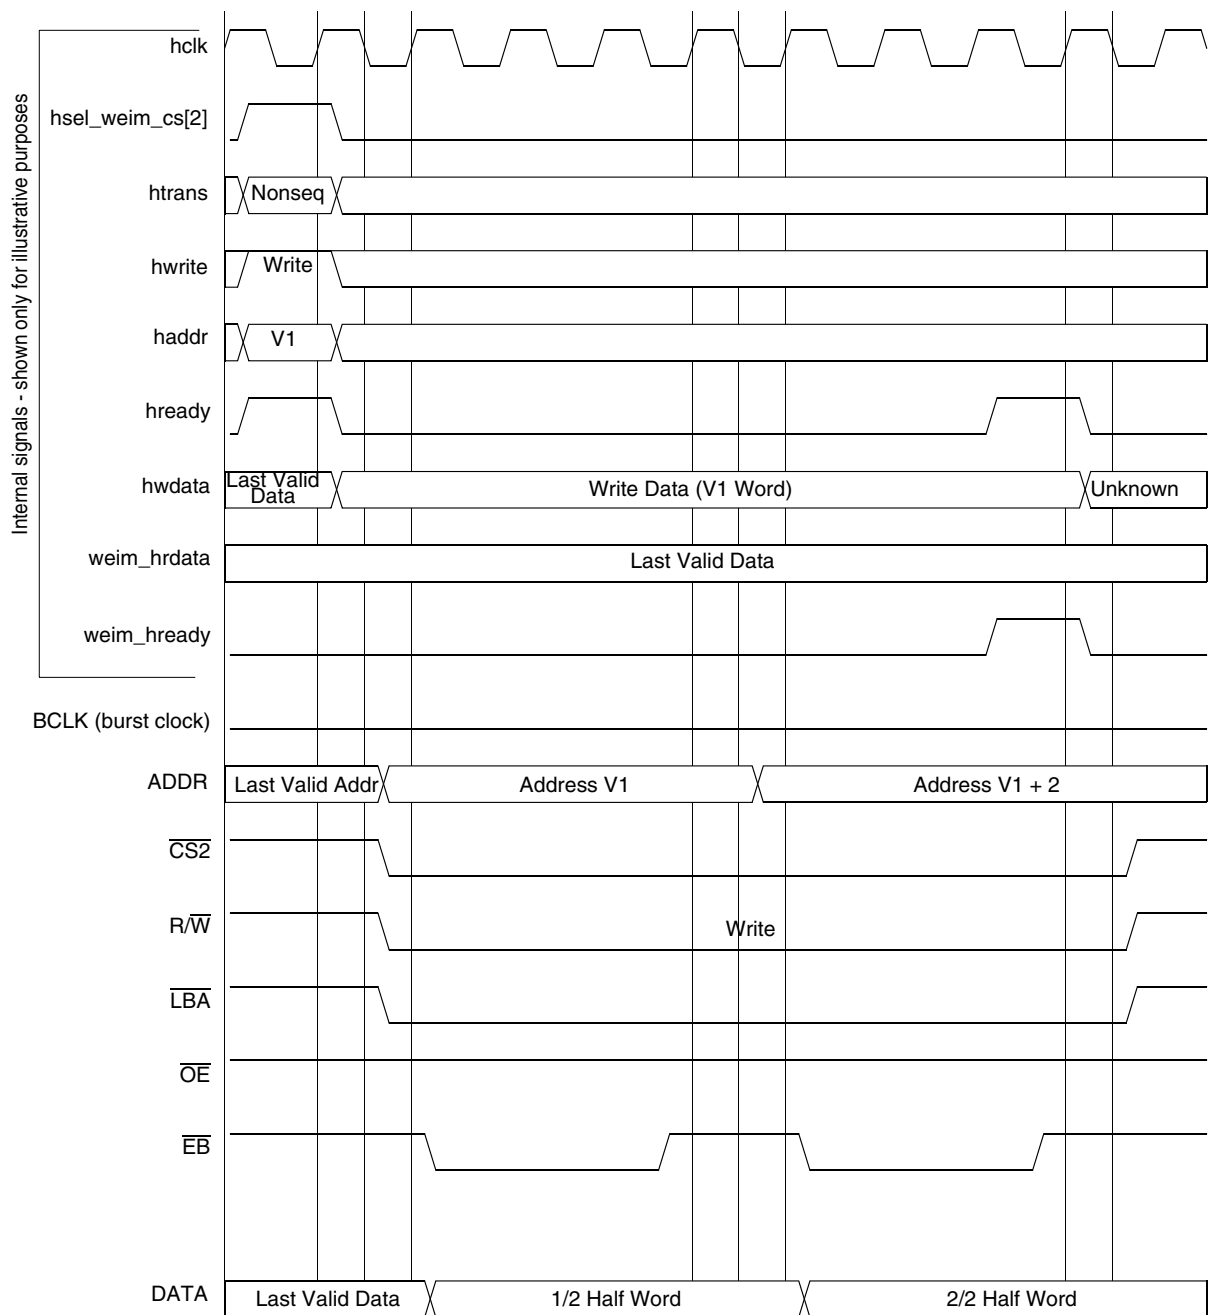 Internal signals - shown only for illustrative purposes
hclk
hsel_weim_cs[2]
htrans
Nonseq
hwrite
Write
haddr
V1
hready
hwdata
Last Valid
Data
Write Data (V1 Word)
Unknown
weim_hrdata
Last Valid Data
weim_hready
BCLK (burst clock)
ADDR
Last Valid Addr
Address V1
Address V1 + 2
CS2
R/W
Write
LBA
OE
EB
DATA
Last Valid Data
1/2 Half Word
2/2 Half Word